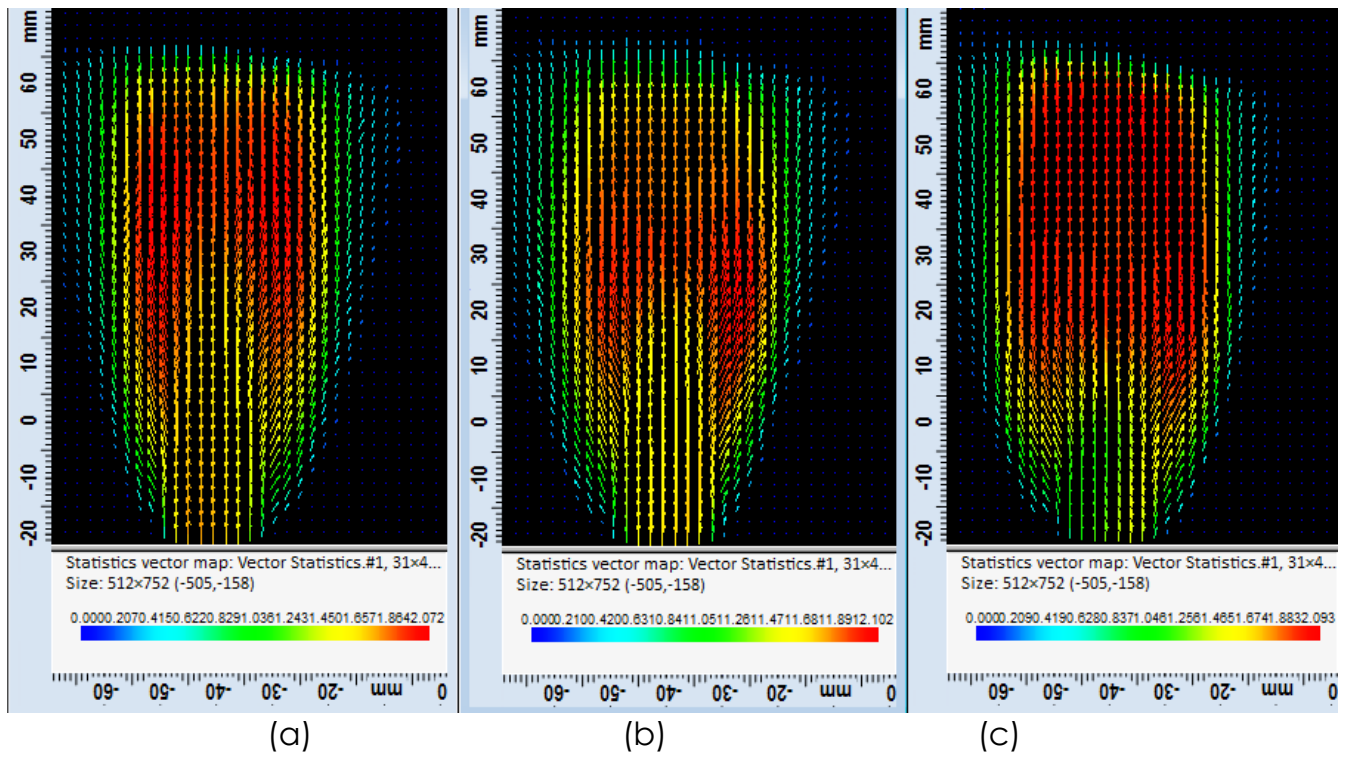 mm
60
50
40
30
20
10
0
-10
-20
Statistics vector map: Vector Statistics.#1, 31×4...
Size: 512×752 (-505,-158)
0.0000.2070.4150.6220.8291.0361.2431.4501.6571.8642.072
-60 -50 -40 -30 -20 mm 0
(a)
mm
60
50
40
30
20
10
0
-10
-20
Statistics vector map: Vector Statistics.#1, 31×4...
Size: 512×752 (-505,-158)
0.0000.2100.4200.6310.8411.0511.2611.4711.6811.8912.102
-60 -50 -40 -30 -20 mm 0
(b)
mm
60
50
40
30
20
10
0
-10
-20
Statistics vector map: Vector Statistics.#1, 31×4...
Size: 512×752 (-505,-158)
0.0000.2090.4190.6280.8371.0461.2561.4651.6741.8832.093
-60 -50 -40 -30 -20 mm 0
(c)